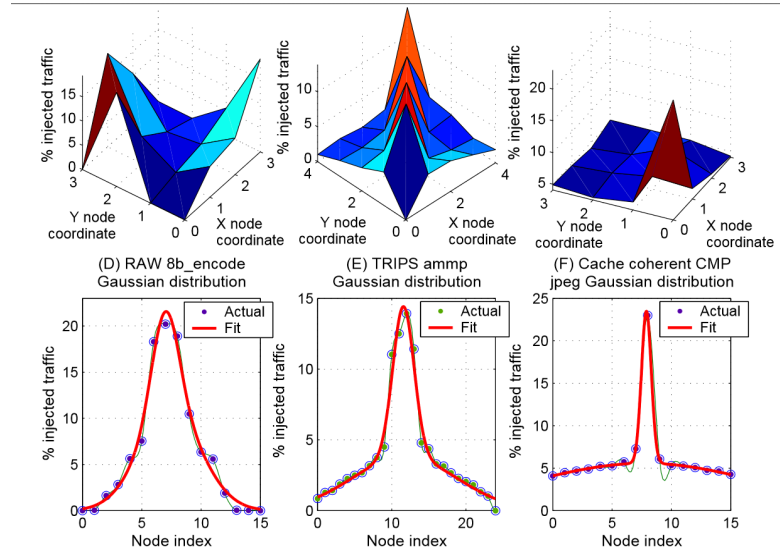 % injected traffic
15
10
5
0
3
2
1
0
Y node
coordinate
0
1
2
3
X node
coordinate
% injected traffic
10
5
0
4
2
0
Y node
coordinate
0
2
4
X node
coordinate
% injected traffic
20
15
10
5
3
2
1
0
Y node
coordinate
0
1
2
3
X node
coordinate
(D) RAW 8b_encode
Gaussian distribution
(E) TRIPS ammp
Gaussian distribution
(F) Cache coherent CMP
jpeg Gaussian distribution
% injected traffic
20
15
10
5
0
0 5 10 15
Node index
Actual
Fit
% injected traffic
15
10
5
0
0 10 20
Node index
Actual
Fit
% injected traffic
25
20
15
10
5
0
0 5 10 15
Node index
Actual
Fit